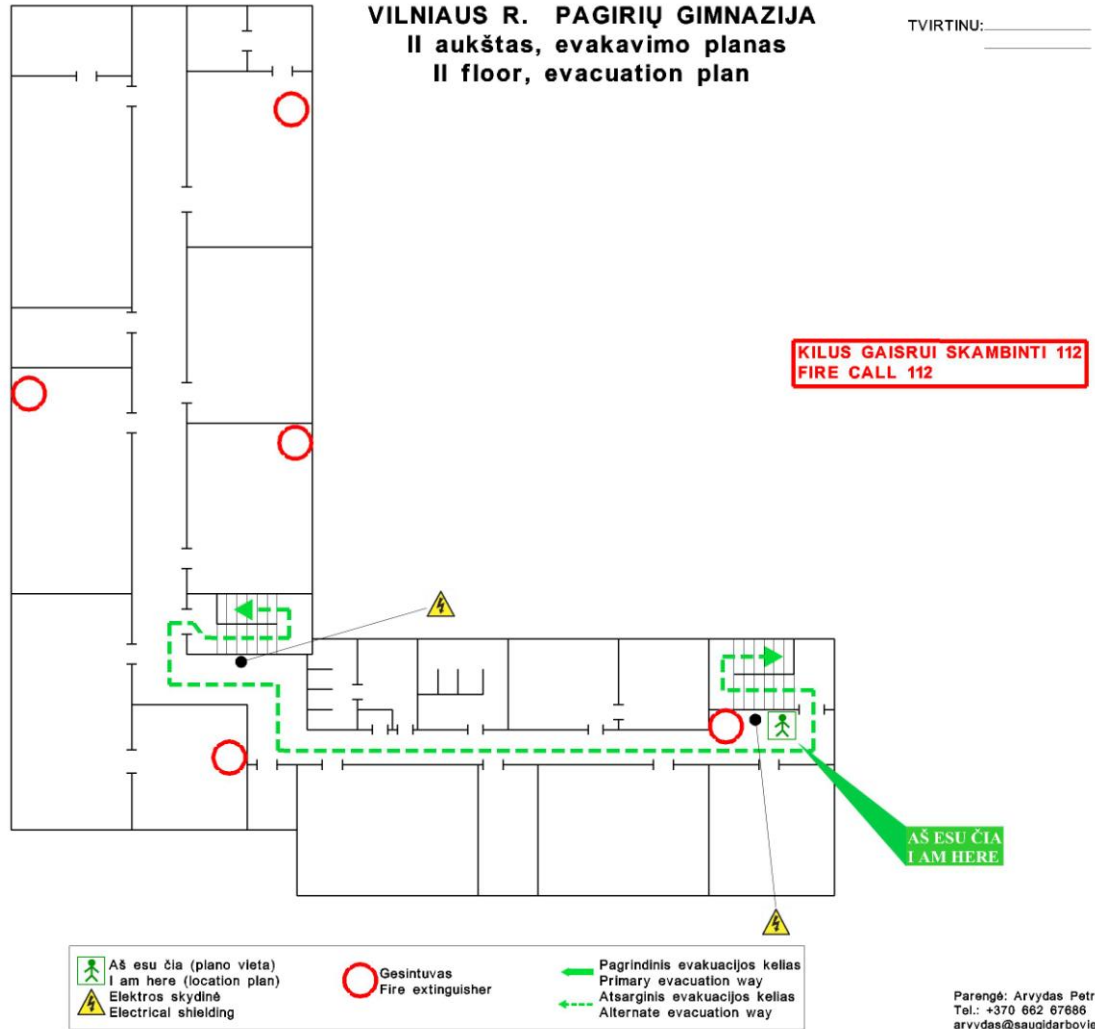 VILNIAUS R. PAGIRIŲ GIMNAZIJA
II aukštas, evakavimo planas
II floor, evacuation plan
TVIRTINU:
KILUS GAISRUI SKAMBINTI 112
FIRE CALL 112
AŠ ESU ČIA
I AM HERE
Aš esu čia (plano vieta)
I am here (location plan)
Elektros skydinė
Electrical shielding
Gesintuvas
Fire extinguisher
Pagrindinis evakuacijos kelias
Primary evacuation way
Atsarginis evakuacijos kelias
Alternate evacuation way
Parengė: Arvydas Petr
Tel.: +370 662 67686
arvydas@saugidarbovie